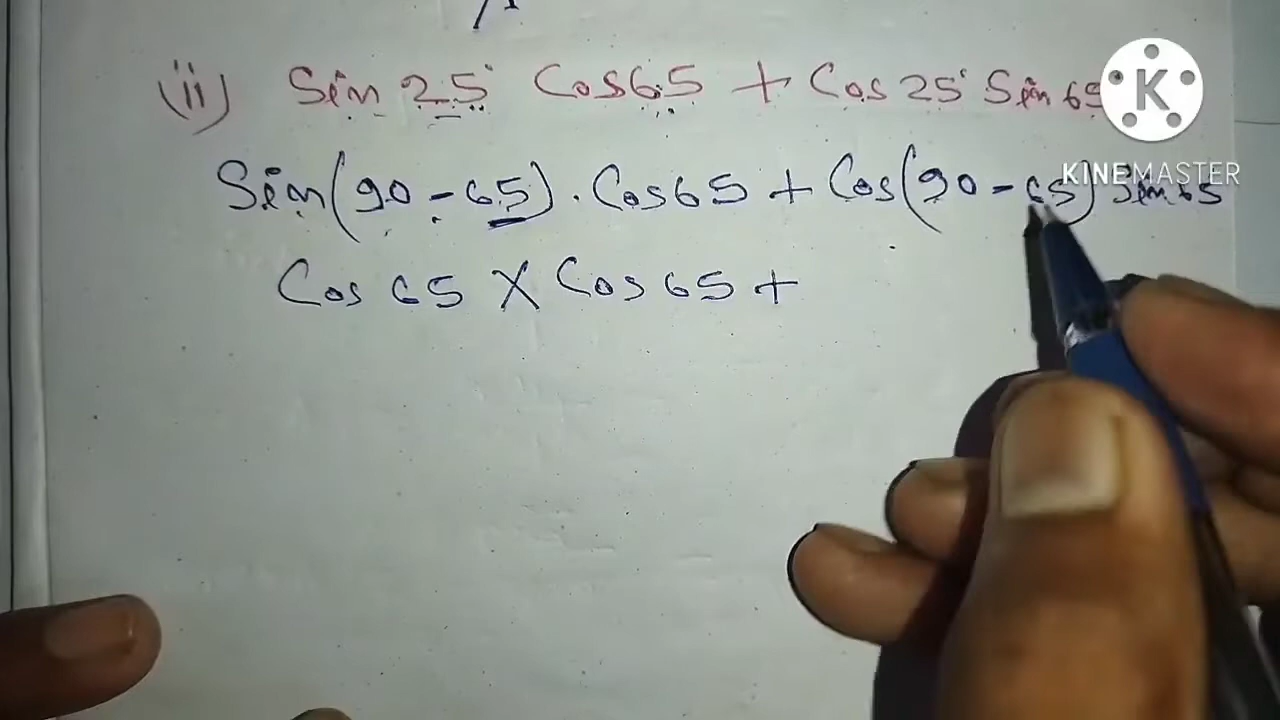 (ii) Sin 25° Cos 65 + Cos 25° Sin 65
K
KINEMASTER
Sin(90 - 65) . Cos 65 + Cos(90 - 65) Sin 65
Cos 65 X Cos 65 +